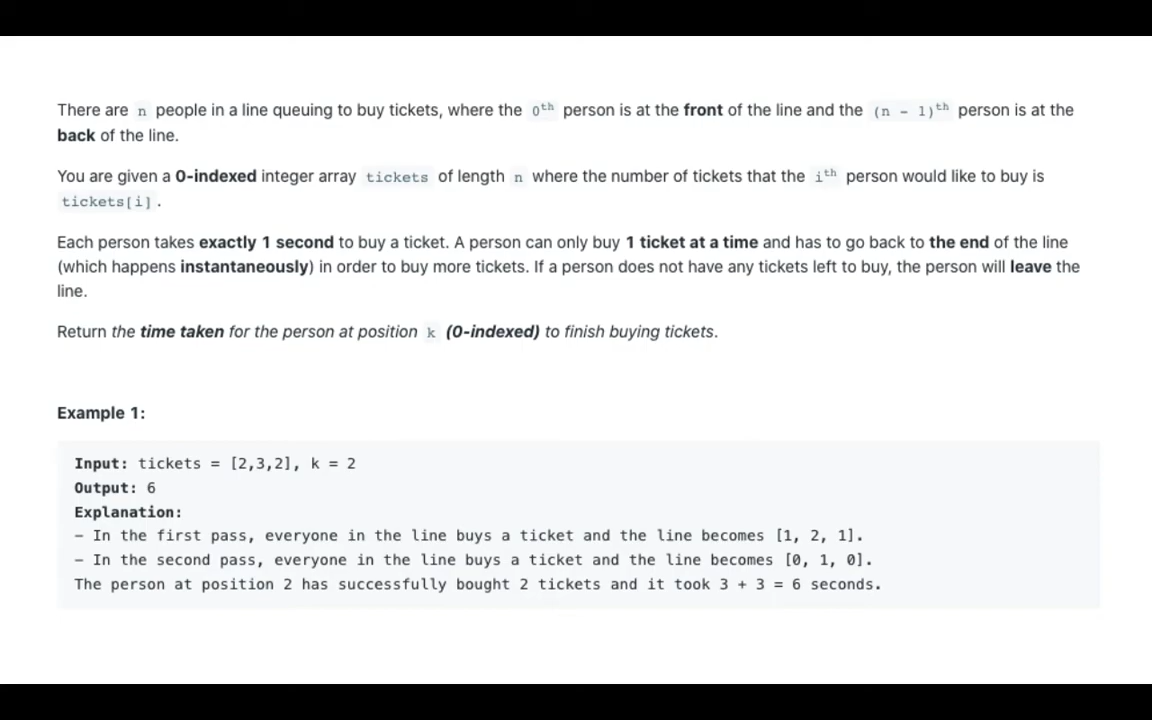 There are n people in a line queuing to buy tickets, where the 0th person is at the front of the line and the (n - 1)th person is at the
back of the line.
You are given a 0-indexed integer array tickets of length n where the number of tickets that the ith person would like to buy is
tickets[i].
Each person takes exactly 1 second to buy a ticket. A person can only buy 1 ticket at a time and has to go back to the end of the line
(which happens instantaneously) in order to buy more tickets. If a person does not have any tickets left to buy, the person will leave the
line.
Return the time taken for the person at position k (0-indexed) to finish buying tickets.
Example 1:
Input: tickets = [2,3,2], k = 2
Output: 6
Explanation:
- In the first pass, everyone in the line buys a ticket and the line becomes [1, 2, 1].
- In the second pass, everyone in the line buys a ticket and the line becomes [0, 1, 0].
The person at position 2 has successfully bought 2 tickets and it took 3 + 3 = 6 seconds.